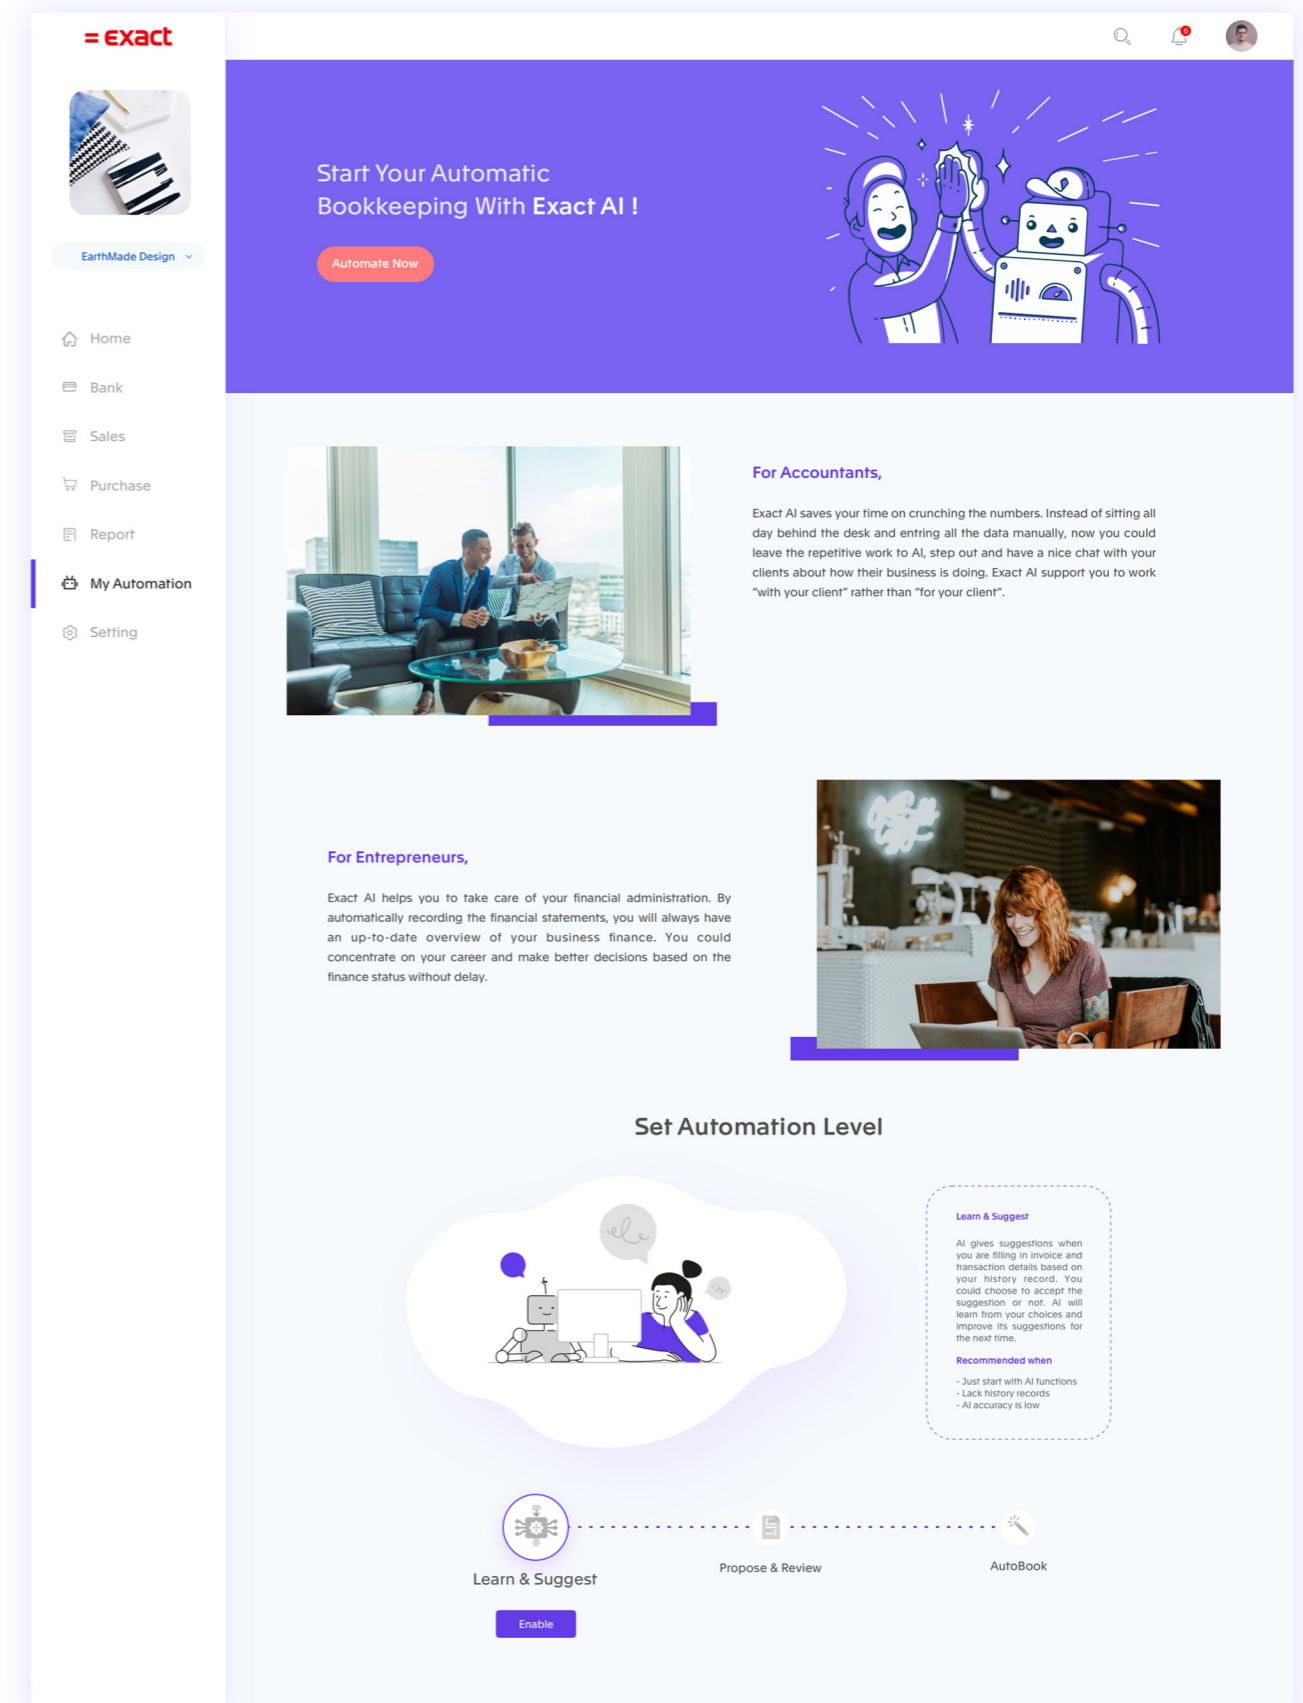 = exact
6
EarthMade Design
Home
Bank
Sales
Purchase
Report
My Automation
Setting
Start Your Automatic
Bookkeeping With Exact AI !
Automate Now
For Accountants,
Exact AI saves your time on crunching the numbers. Instead of sitting all
day behind the desk and entring all the data manually, now you could
leave the repetitive work to AI, step out and have a nice chat with your
clients about how their business is doing. Exact AI support you to work
"with your client" rather than "for your client".
For Entrepreneurs,
Exact AI helps you to take care of your financial administration. By
automatically recording the financial statements, you will always have
an up-to-date overview of your business finance. You could
concentrate on your career and make better decisions based on the
finance status without delay.
Set Automation Level
Learn & Suggest
AI gives suggestions when
you are filling in invoice and
transaction details based on
your history record. You
could choose to accept the
suggestion or not. AI will
learn from your choices and
improve its suggestions for
the next time.
Recommended when
- Just start with AI functions
- Lack history records
- AI accuracy is low
Learn & Suggest
Propose & Review
AutoBook
Enable